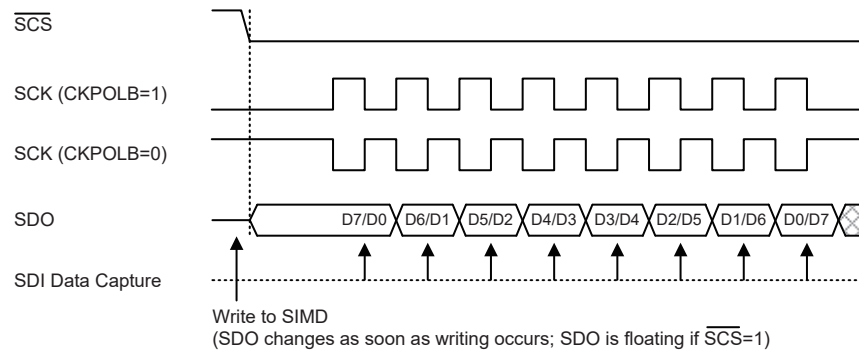 SCS
SCK (CKPOLB=1)
SCK (CKPOLB=0)
SDO
D7/D0 D6/D1 D5/D2 D4/D3 D3/D4 D2/D5 D1/D6 D0/D7
SDI Data Capture
Write to SIMD
(SDO changes as soon as writing occurs; SDO is floating if SCS=1)